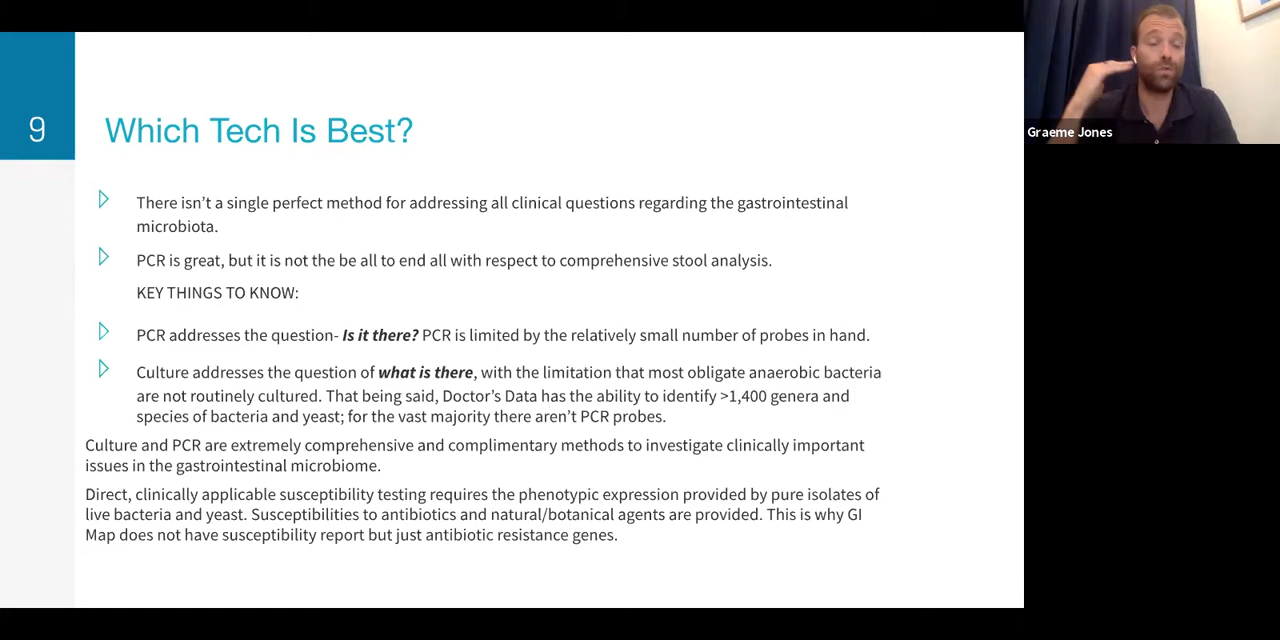 9
Which Tech Is Best?
There isn’t a single perfect method for addressing all clinical questions regarding the gastrointestinal
microbiota.
PCR is great, but it is not the be all to end all with respect to comprehensive stool analysis.
KEY THINGS TO KNOW:
PCR addresses the question- Is it there? PCR is limited by the relatively small number of probes in hand.
Culture addresses the question of what is there, with the limitation that most obligate anaerobic bacteria
are not routinely cultured. That being said, Doctor’s Data has the ability to identify >1,400 genera and
species of bacteria and yeast; for the vast majority there aren’t PCR probes.
Culture and PCR are extremely comprehensive and complimentary methods to investigate clinically important
issues in the gastrointestinal microbiome.
Direct, clinically applicable susceptibility testing requires the phenotypic expression provided by pure isolates of
live bacteria and yeast. Susceptibilities to antibiotics and natural/botanical agents are provided. This is why GI
Map does not have susceptibility report but just antibiotic resistance genes.
Graeme Jones